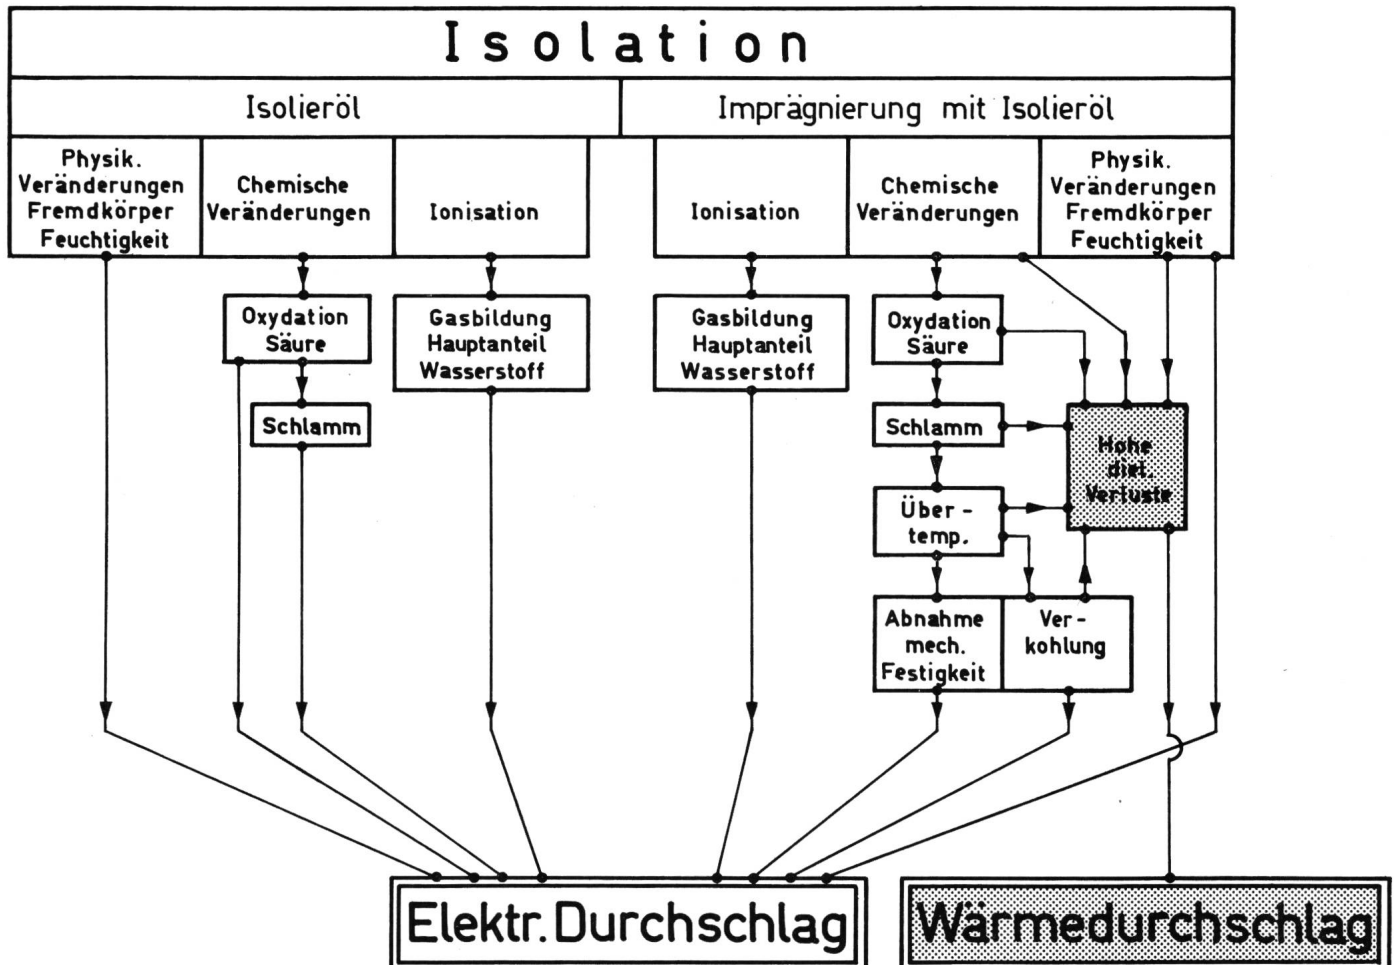 Isolation
Isolieröl
Imprägnierung mit Isolieröl
Physik.
Veränderungen
Fremdkörper
Feuchtigkeit
Chemische
Veränderungen
Ionisation
Ionisation
Chemische
Veränderungen
Physik.
Veränderungen
Fremdkörper
Feuchtigkeit
Oxydation
Säure
Gasbildung
Hauptanteil
Wasserstoff
Gasbildung
Hauptanteil
Wasserstoff
Oxydation
Säure
Schlamm
Schlamm
Hohe
diel.
Verluste
Über-
temp.
Abnahme
mech.
Festigkeit
Ver-
kohlung
Elektr. Durchschlag
Wärmedurchschlag